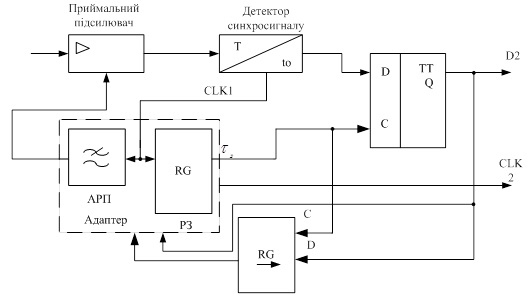 Приймальний
підсилювач
Детектор
синхросигналу
T
to
D
TT
Q
D2
CLK1
C
RG
τ
CLK
2
АРП
Адаптер
РЗ
C
D
RG